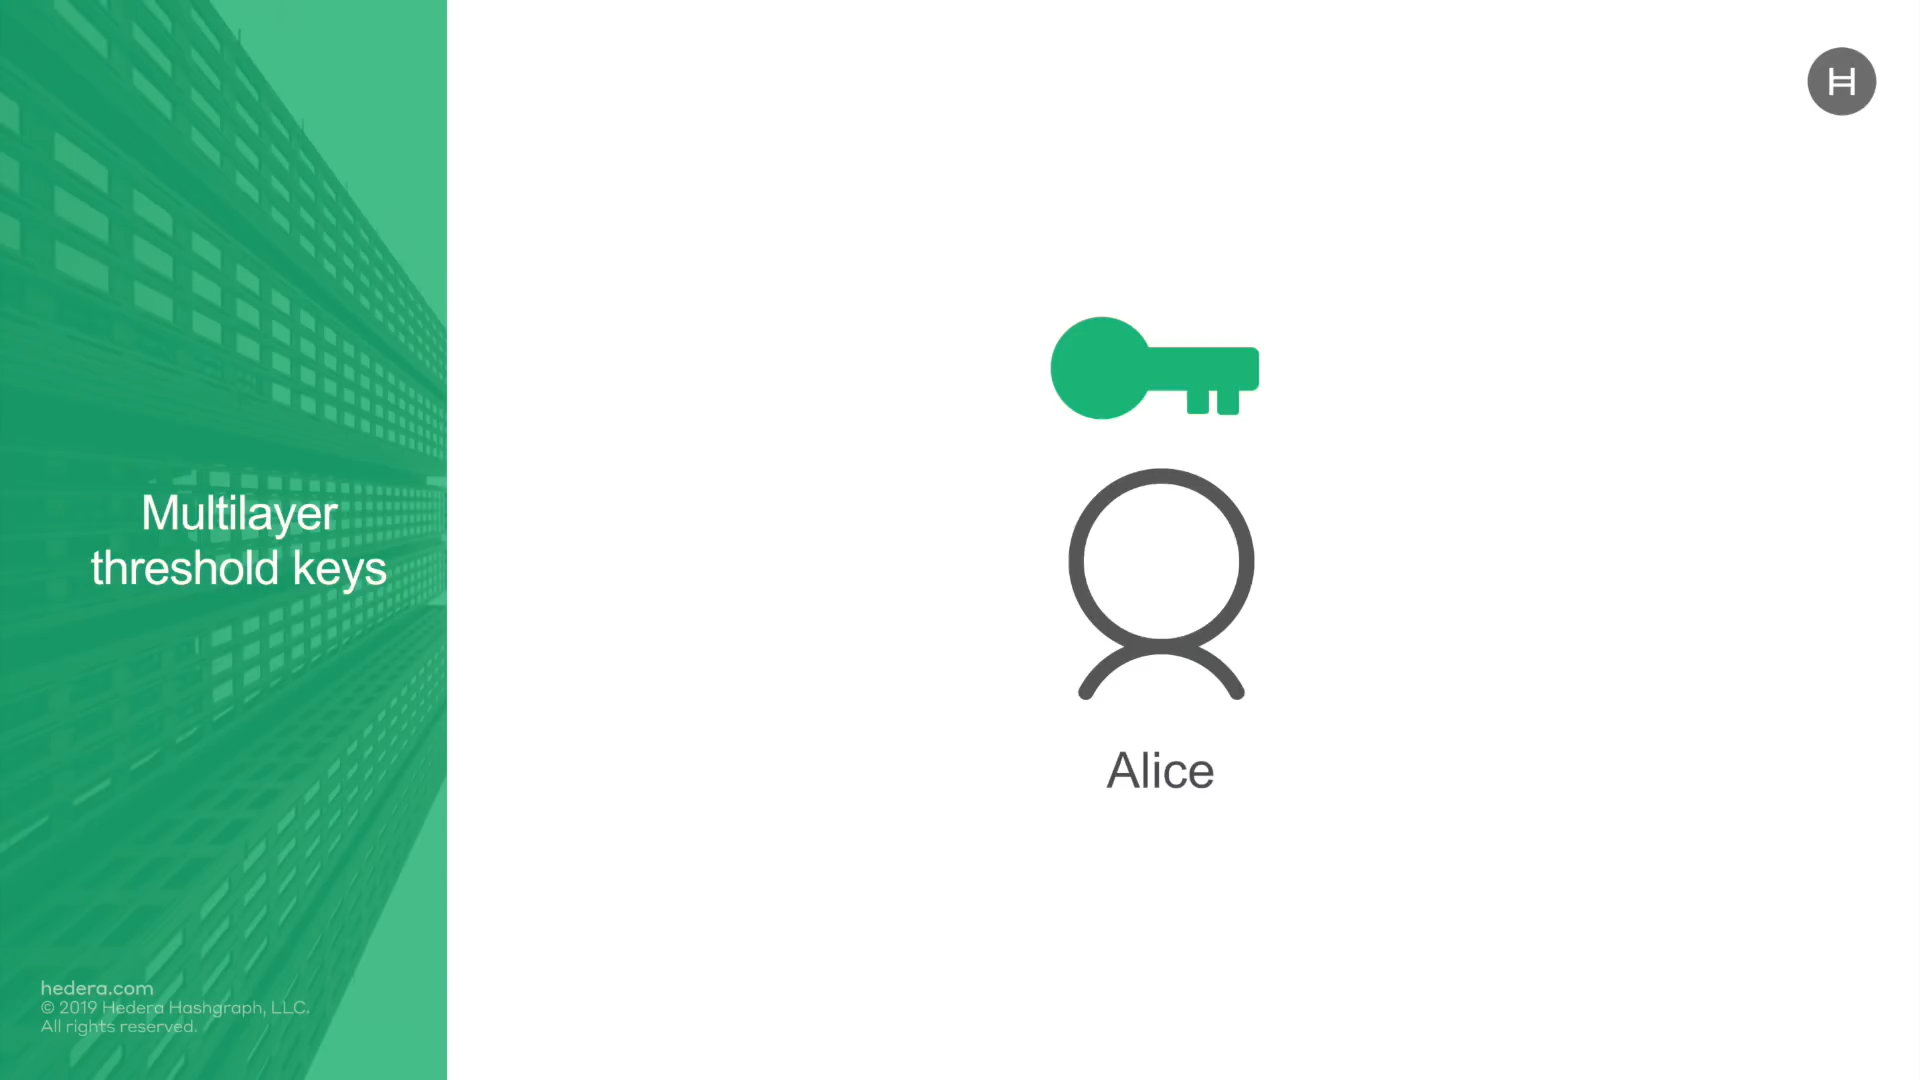 Multilayer
threshold keys
Alice
hedera.com
© 2019 Hedera Hashgraph, LLC.
All rights reserved.